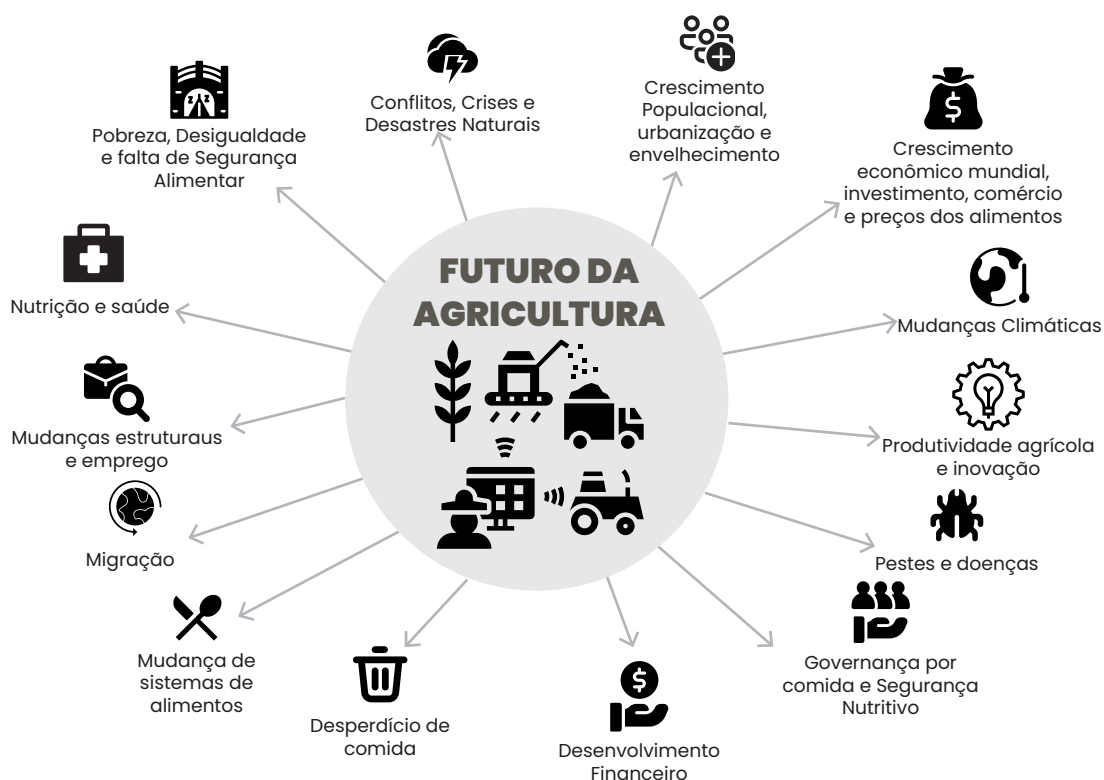 FUTURO DA
AGRICULTURA
Conflitos, Crises e
Desastres Naturais
Crescimento
Populacional,
urbanização e
envelhecimento
Crescimento
econômico mundial,
investimento, comércio
e preços dos alimentos
Mudanças Climáticas
Produtividade agrícola
e inovação
Pestes e doenças
Governança por
comida e Segurança
Nutritivo
Desenvolvimento
Financeiro
Desperdício de
comida
Mudança de
sistemas de
alimentos
Migração
Mudanças estruturaus
e emprego
Nutrição e saúde
Pobreza, Desigualdade
e falta de Segurança
Alimentar